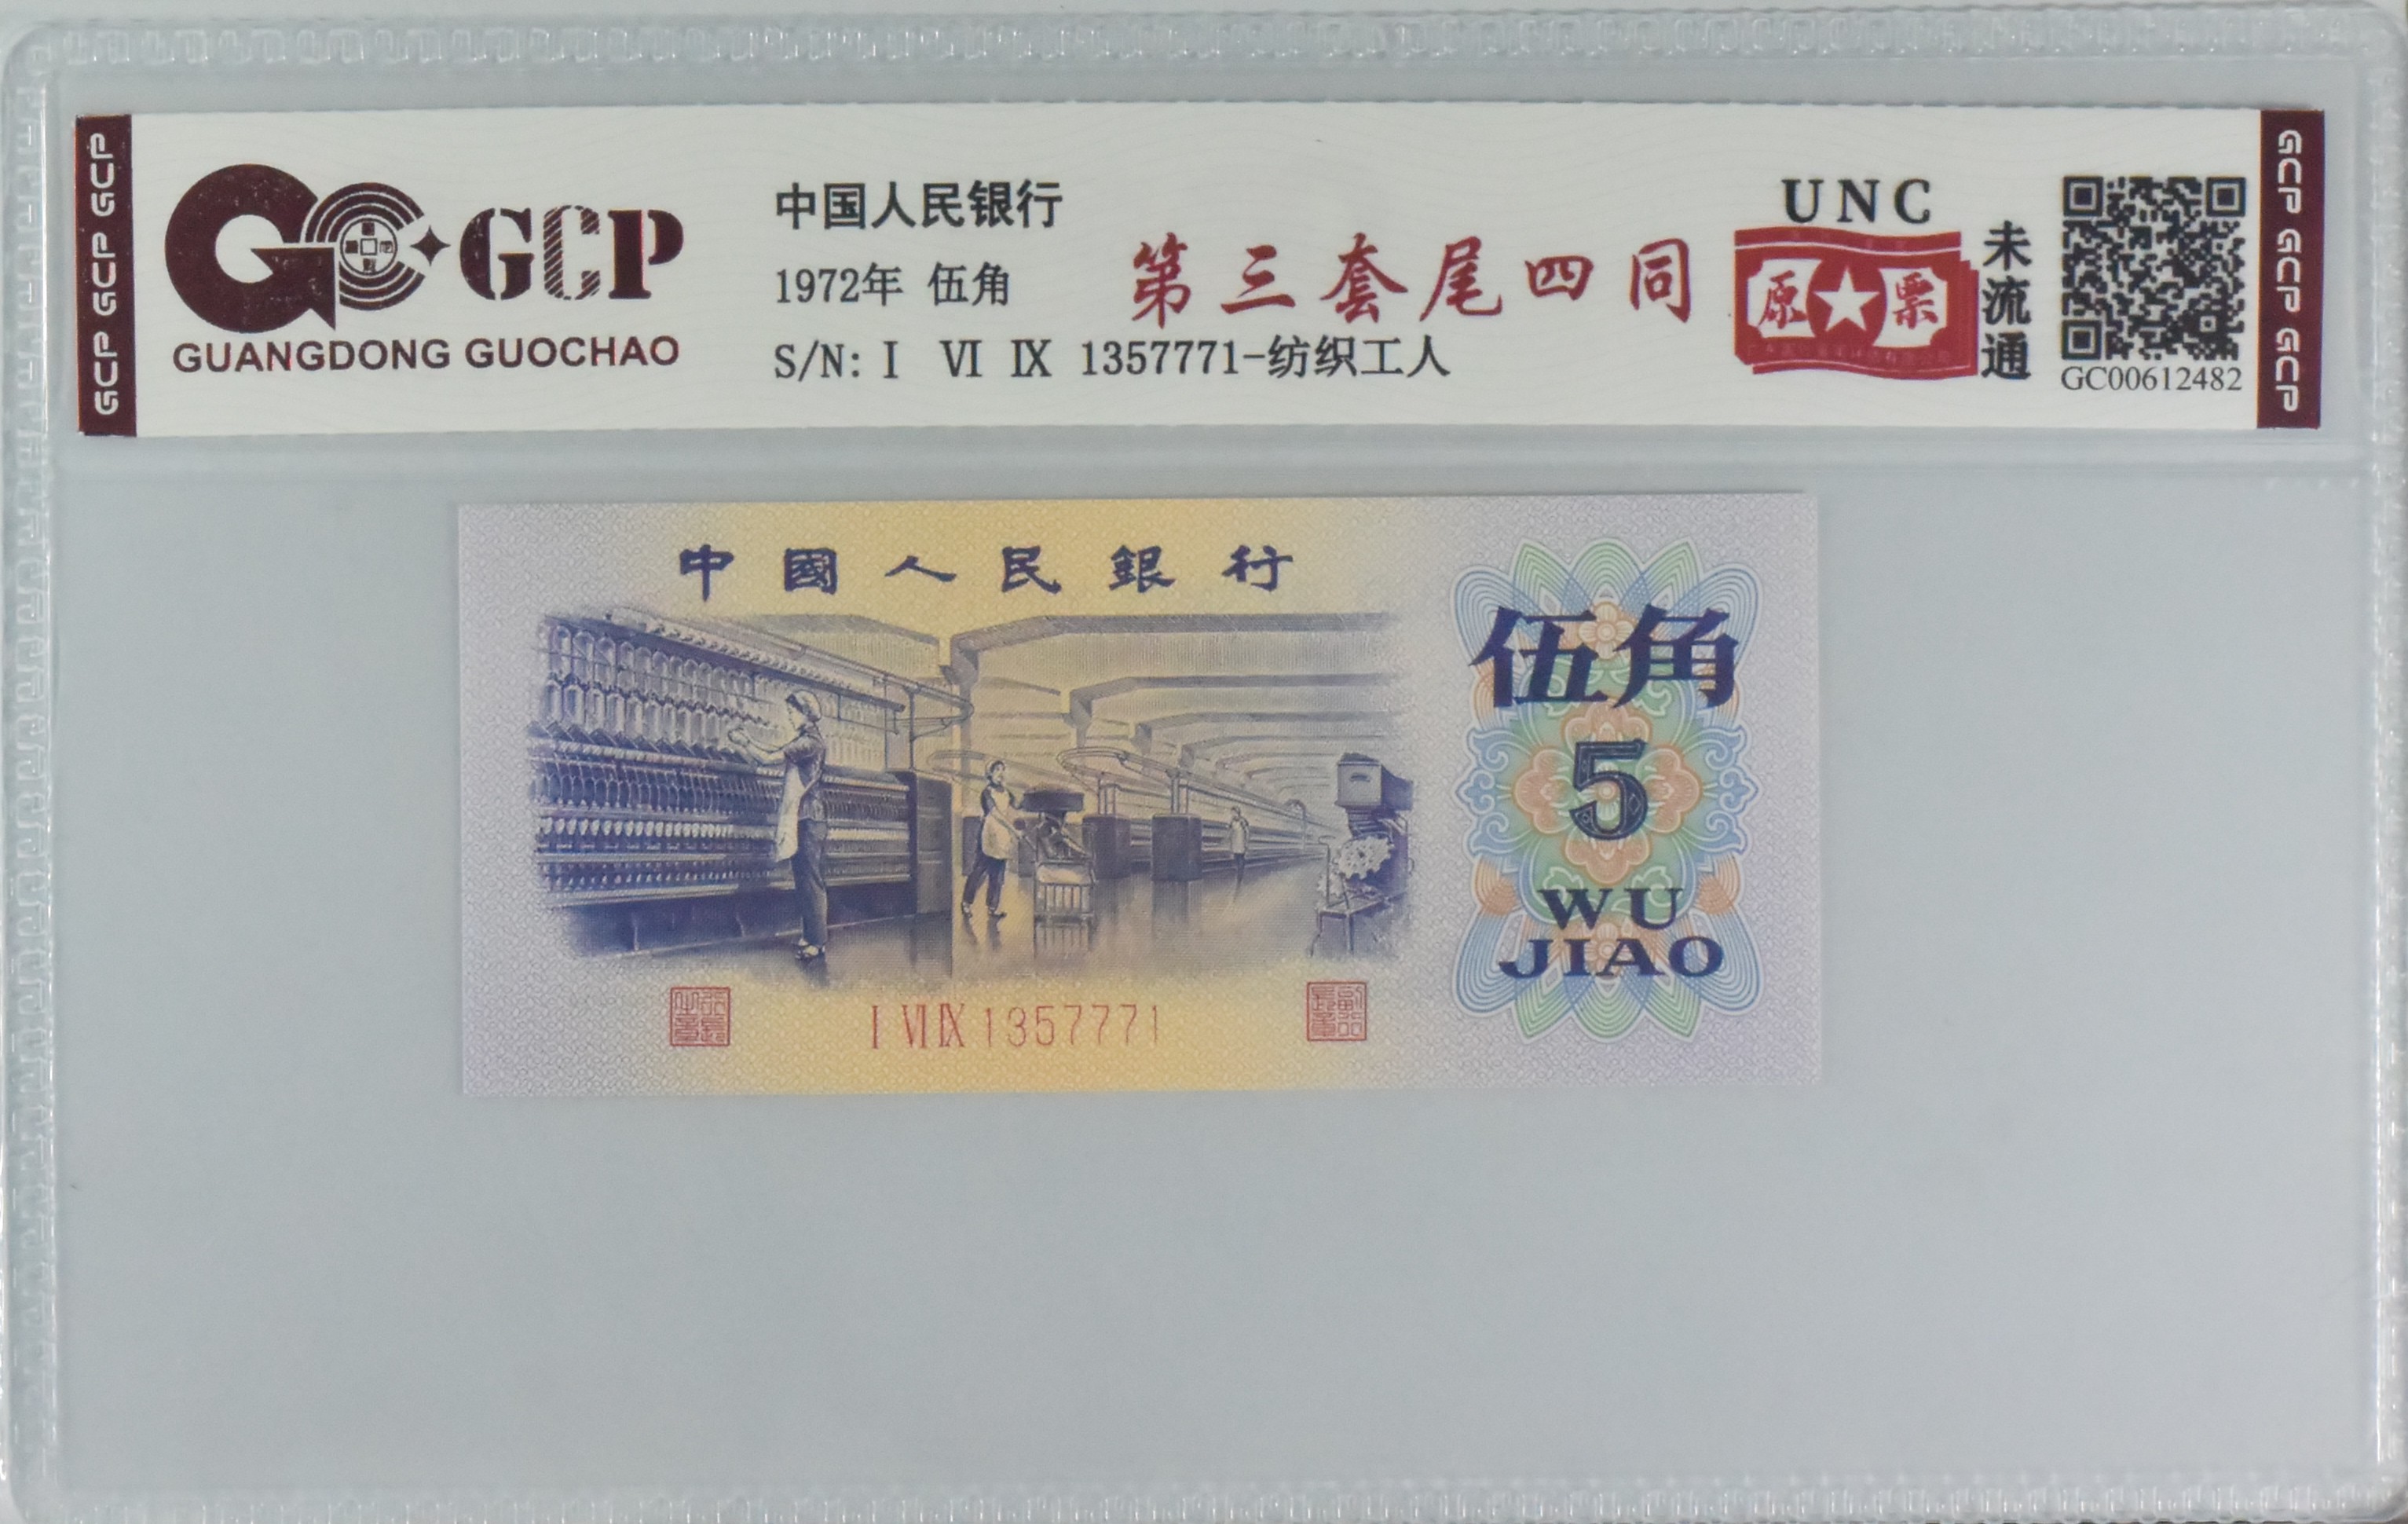 GCP GCP GCP
GCP
GUANGDONG GUOCHAO
中国人民银行
1972年 伍角
S/N: I VI IX 1357771-纺织工人
第三套尾四同
UNC
原票
未流通
GC00612482
GCP GCP GCP
中國人民銀行
伍角
5
WU
JIAO
I VI IX 1357771